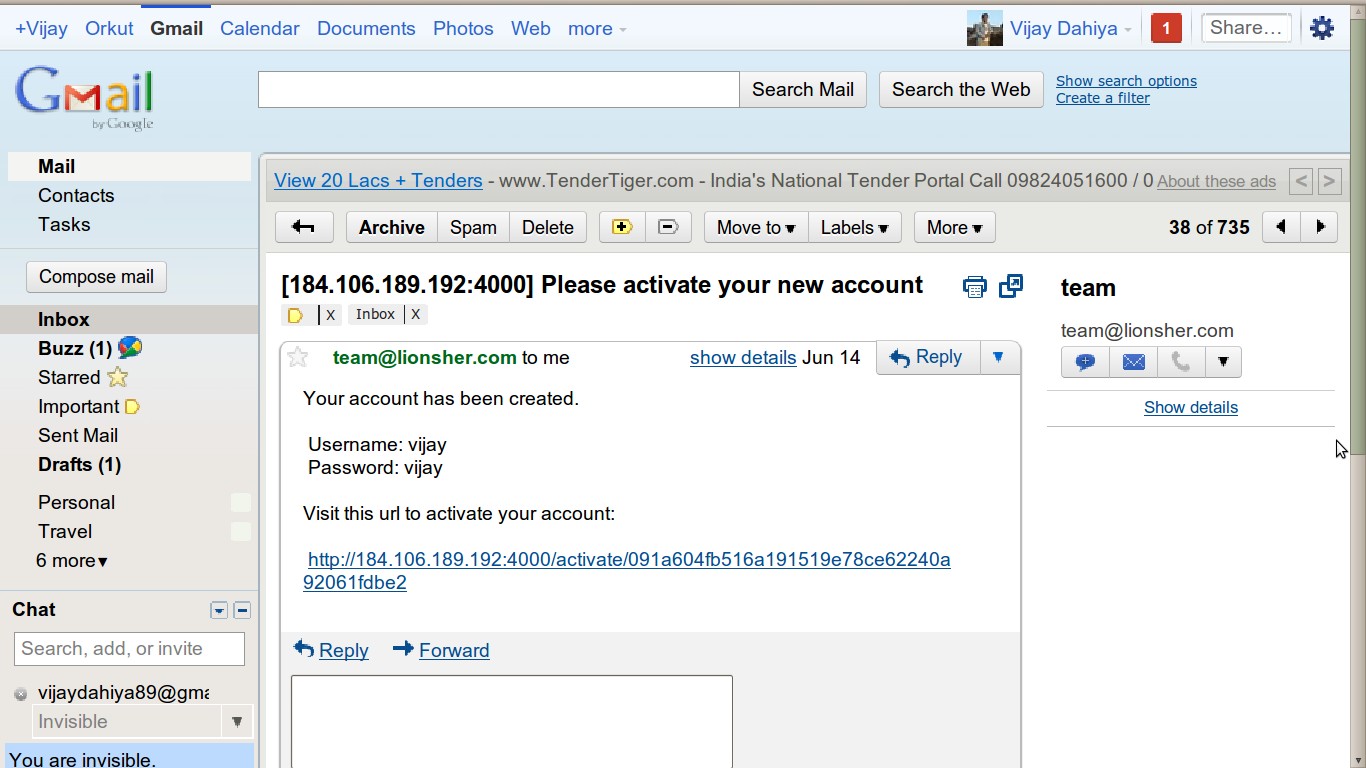 +Vijay Orkut Gmail Calendar Documents Photos Web more
Vijay Dahiya 1 Share…
Gmail
by Google
Search Mail Search the Web Show search options
Create a filter
Mail
Contacts
Tasks
Compose mail
Inbox
Buzz (1)
Starred
Important
Sent Mail
Drafts (1)
Personal
Travel
6 more▾
Chat
Search, add, or invite
vijaydahiya89@gma
Invisible
You are invisible.
View 20 Lacs + Tenders - www.TenderTiger.com - India's National Tender Portal Call 09824051600 / 0 About these ads < >
Archive Spam Delete Move to ▾ Labels ▾ More ▾ 38 of 735
[184.106.189.192:4000] Please activate your new account
X Inbox X
team@lionsher.com to me show details Jun 14 Reply
Your account has been created.
Username: vijay
Password: vijay
Visit this url to activate your account:
http://184.106.189.192:4000/activate/091a604fb516a191519e78ce62240a
92061fdbe2
Reply Forward
team
team@lionsher.com
Show details